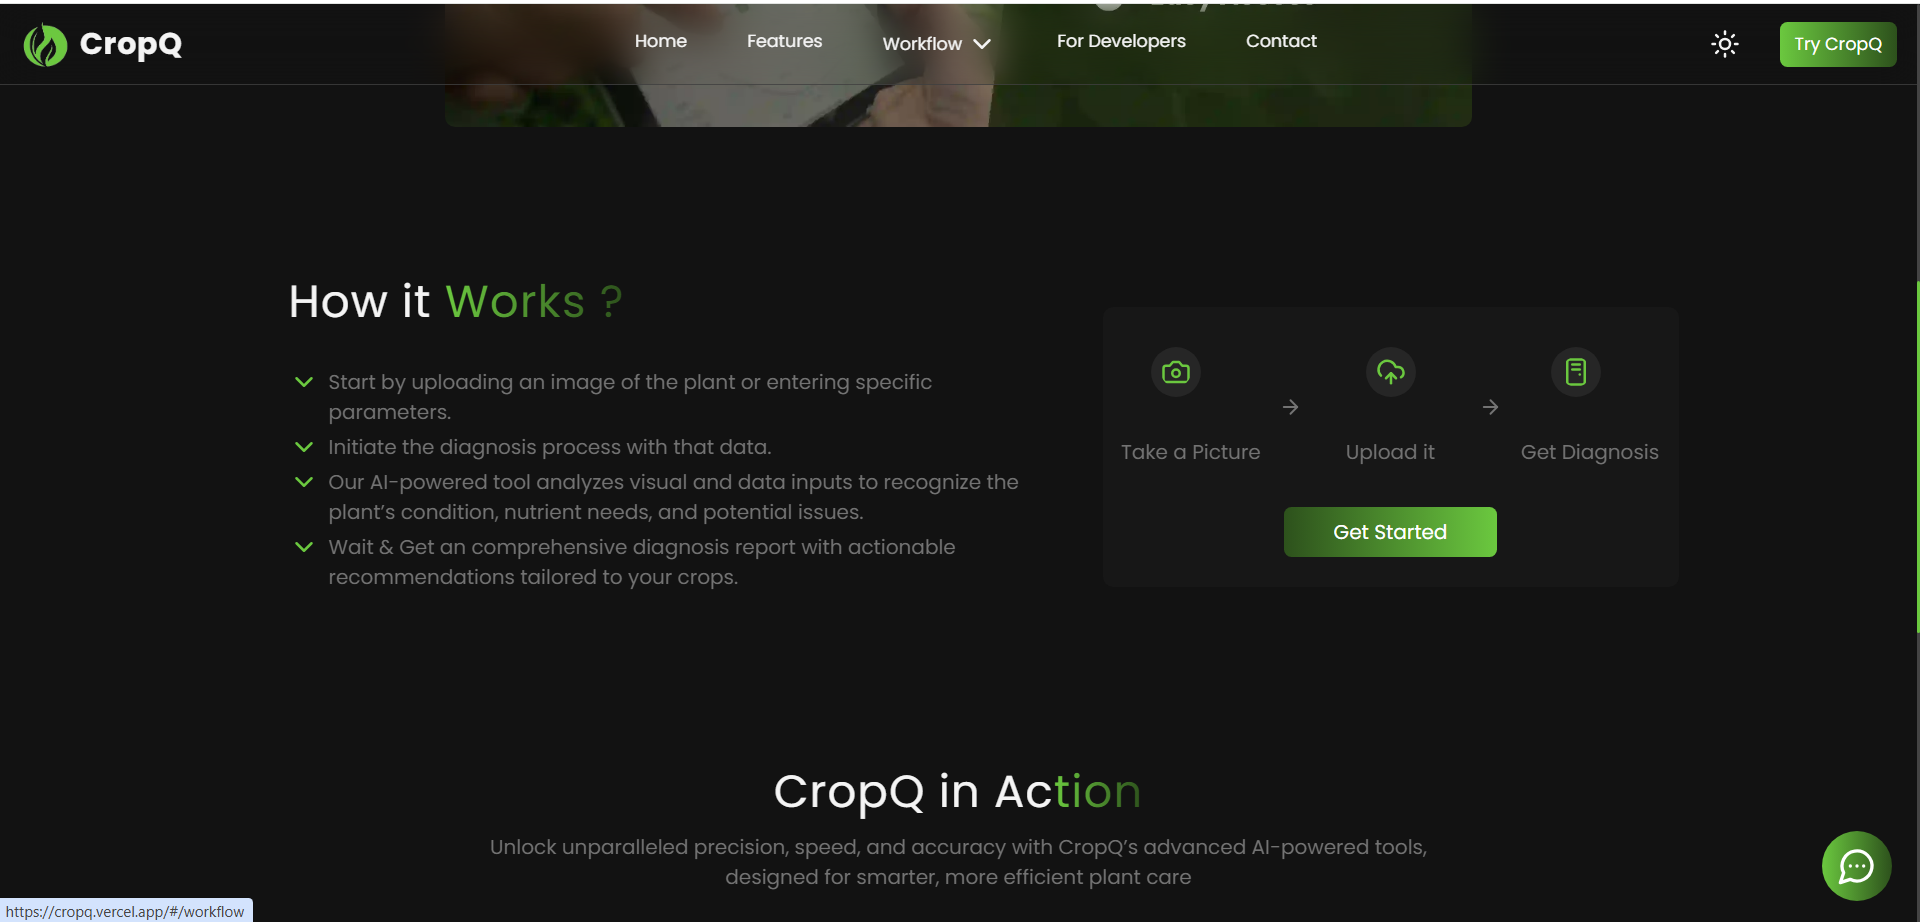 CropQ
Home
Features
Workflow
For Developers
Contact
Try CropQ
How it Works ?
Start by uploading an image of the plant or entering specific
parameters.
Initiate the diagnosis process with that data.
Our AI-powered tool analyzes visual and data inputs to recognize the
plant’s condition, nutrient needs, and potential issues.
Wait & Get an comprehensive diagnosis report with actionable
recommendations tailored to your crops.
Take a Picture
Upload it
Get Diagnosis
Get Started
CropQ in Action
Unlock unparalleled precision, speed, and accuracy with CropQ’s advanced AI-powered tools,
designed for smarter, more efficient plant care
https://cropq.vercel.app/#/workflow